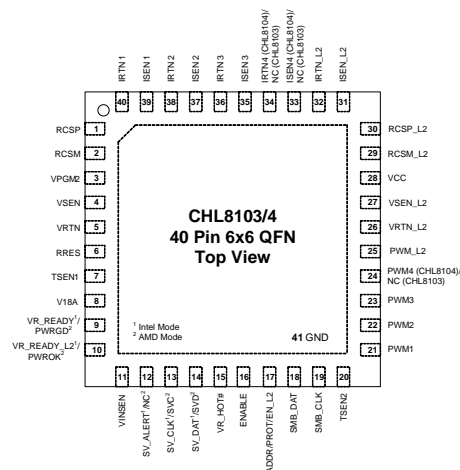 IRTN1
ISEN1
IRTN2
ISEN2
IRTN3
ISEN3
IRTN4 (CHL8104)/
NC (CHL8103)
ISEN4 (CHL8104)/
NC (CHL8103)
IRTN_L2
ISEN_L2
40 39 38 37 36 35 34 33 32 31
RCSP 1
RCSM 2
VPGM2 3
VSEN 4
VRTN 5
RRES 6
TSEN1 7
V18A 8
VR_READY¹/
PWRGD² 9
VR_READY_L2¹/
PWROK² 10
CHL8103/4
40 Pin 6x6 QFN
Top View
¹ Intel Mode
² AMD Mode
41 GND
30 RCSP_L2
29 RCSM_L2
28 VCC
27 VSEN_L2
26 VRTN_L2
25 PWM_L2
24 PWM4 (CHL8104)/
NC (CHL8103)
23 PWM3
22 PWM2
21 PWM1
11 12 13 14 15 16 17 18 19 20
VINSEN
SV_ALERT¹/NC²
SV_CLK¹/SVC²
SV_DAT¹/SVD²
VR_HOT#
ENABLE
ADDR/PROT/EN_L2
SMB_DAT
SMB_CLK
TSEN2